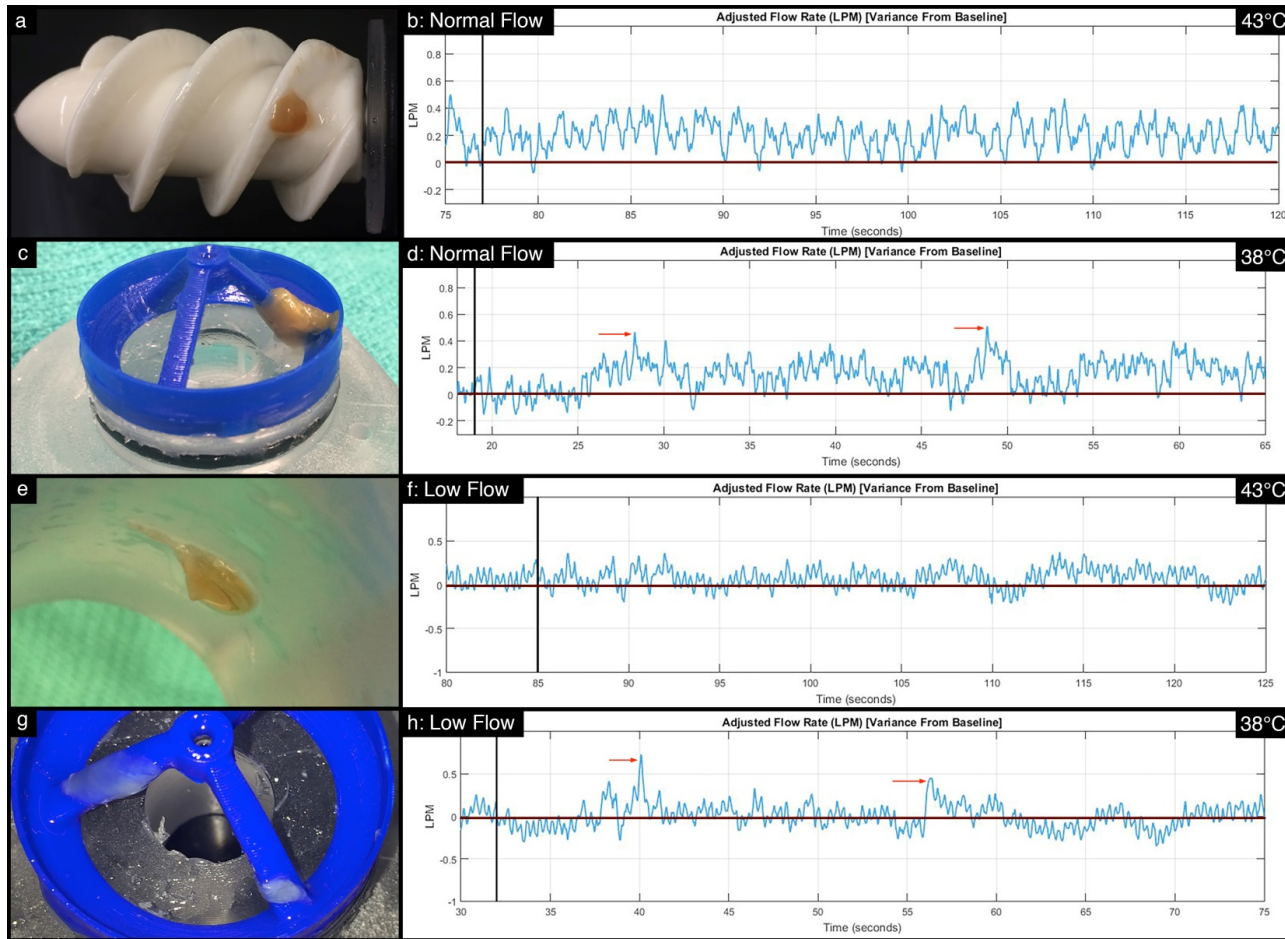 a
b: Normal Flow
Adjusted Flow Rate (LPM) [Variance From Baseline]
43°C
LPM
0.8
0.6
0.4
0.2
0
-0.2
75 80 85 90 95 100 105 110 115 120
Time (seconds)
c
d: Normal Flow
Adjusted Flow Rate (LPM) [Variance From Baseline]
38°C
LPM
0.8
0.6
0.4
0.2
0
-0.2
20 25 30 35 40 45 50 55 60 65
Time (seconds)
e
f: Low Flow
Adjusted Flow Rate (LPM) [Variance From Baseline]
43°C
LPM
0.5
0
-0.5
-1
80 85 90 95 100 105 110 115 120 125
Time (seconds)
g
h: Low Flow
Adjusted Flow Rate (LPM) [Variance From Baseline]
38°C
LPM
0.5
0
-0.5
-1
30 35 40 45 50 55 60 65 70 75
Time (seconds)